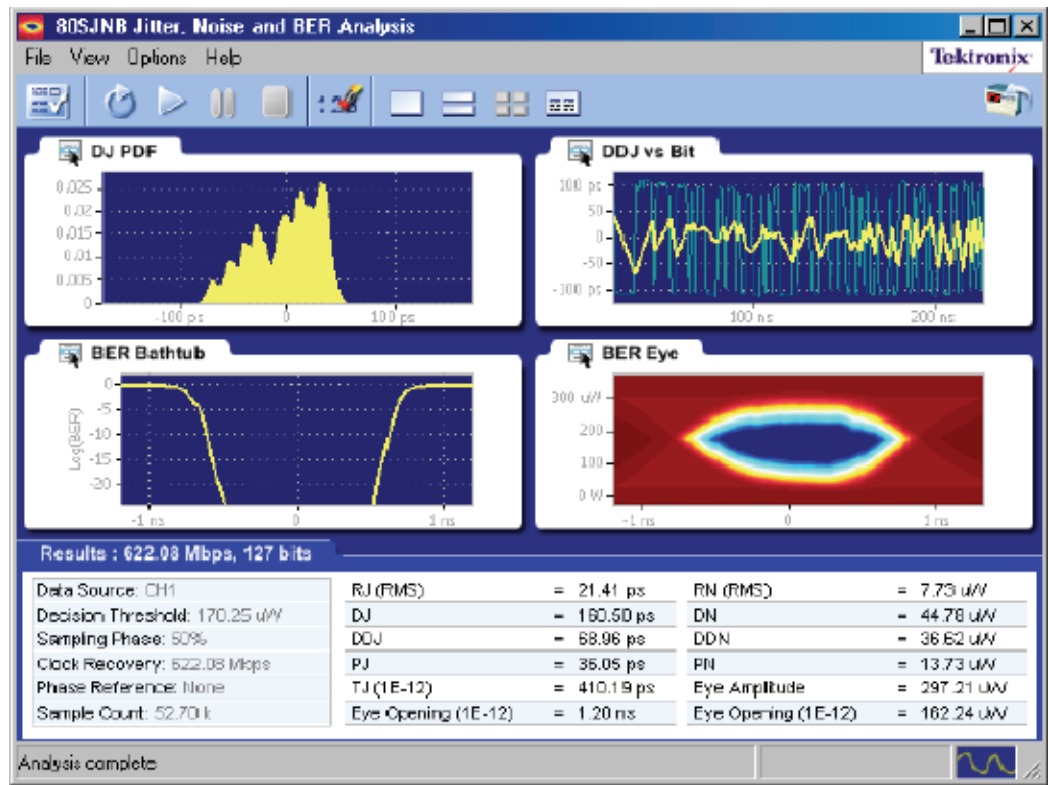 80SJNB Jitter, Noise and BER Analysis
File View Options Help
Tektronix
DJ PDF
0.025
0.02
0.015
0.01
0.005
0
-100 ps 0 100 ps
DDJ vs Bit
100 ps
50
0
-50
-100 ps
100 ns 200 ns
BER Bathtub
Log(BER)
0
-5
-10
-15
-20
-1 ns 0 1 ns
BER Eye
300 uW
200
100
0 W
-1 ns 0 1 ns
Results : 622.08 Mbps, 127 bits
Data Source: CH1
Decision Threshold: 170.25 uW
Sampling Phase: 50%
Clock Recovery: 622.08 Mbps
Phase Reference: None
Sample Count: 52.70 k
RJ (RMS) = 21.41 ps
DJ = 160.50 ps
DDJ = 68.96 ps
PJ = 36.05 ps
TJ (1E-12) = 410.19 ps
Eye Opening (1E-12) = 1.20 ns
RN (RMS) = 7.73 uW
DN = 44.78 uW
DDN = 36.62 uW
PN = 13.73 uW
Eye Amplitude = 297.21 uW
Eye Opening (1E-12) = 162.24 uW
Analysis complete